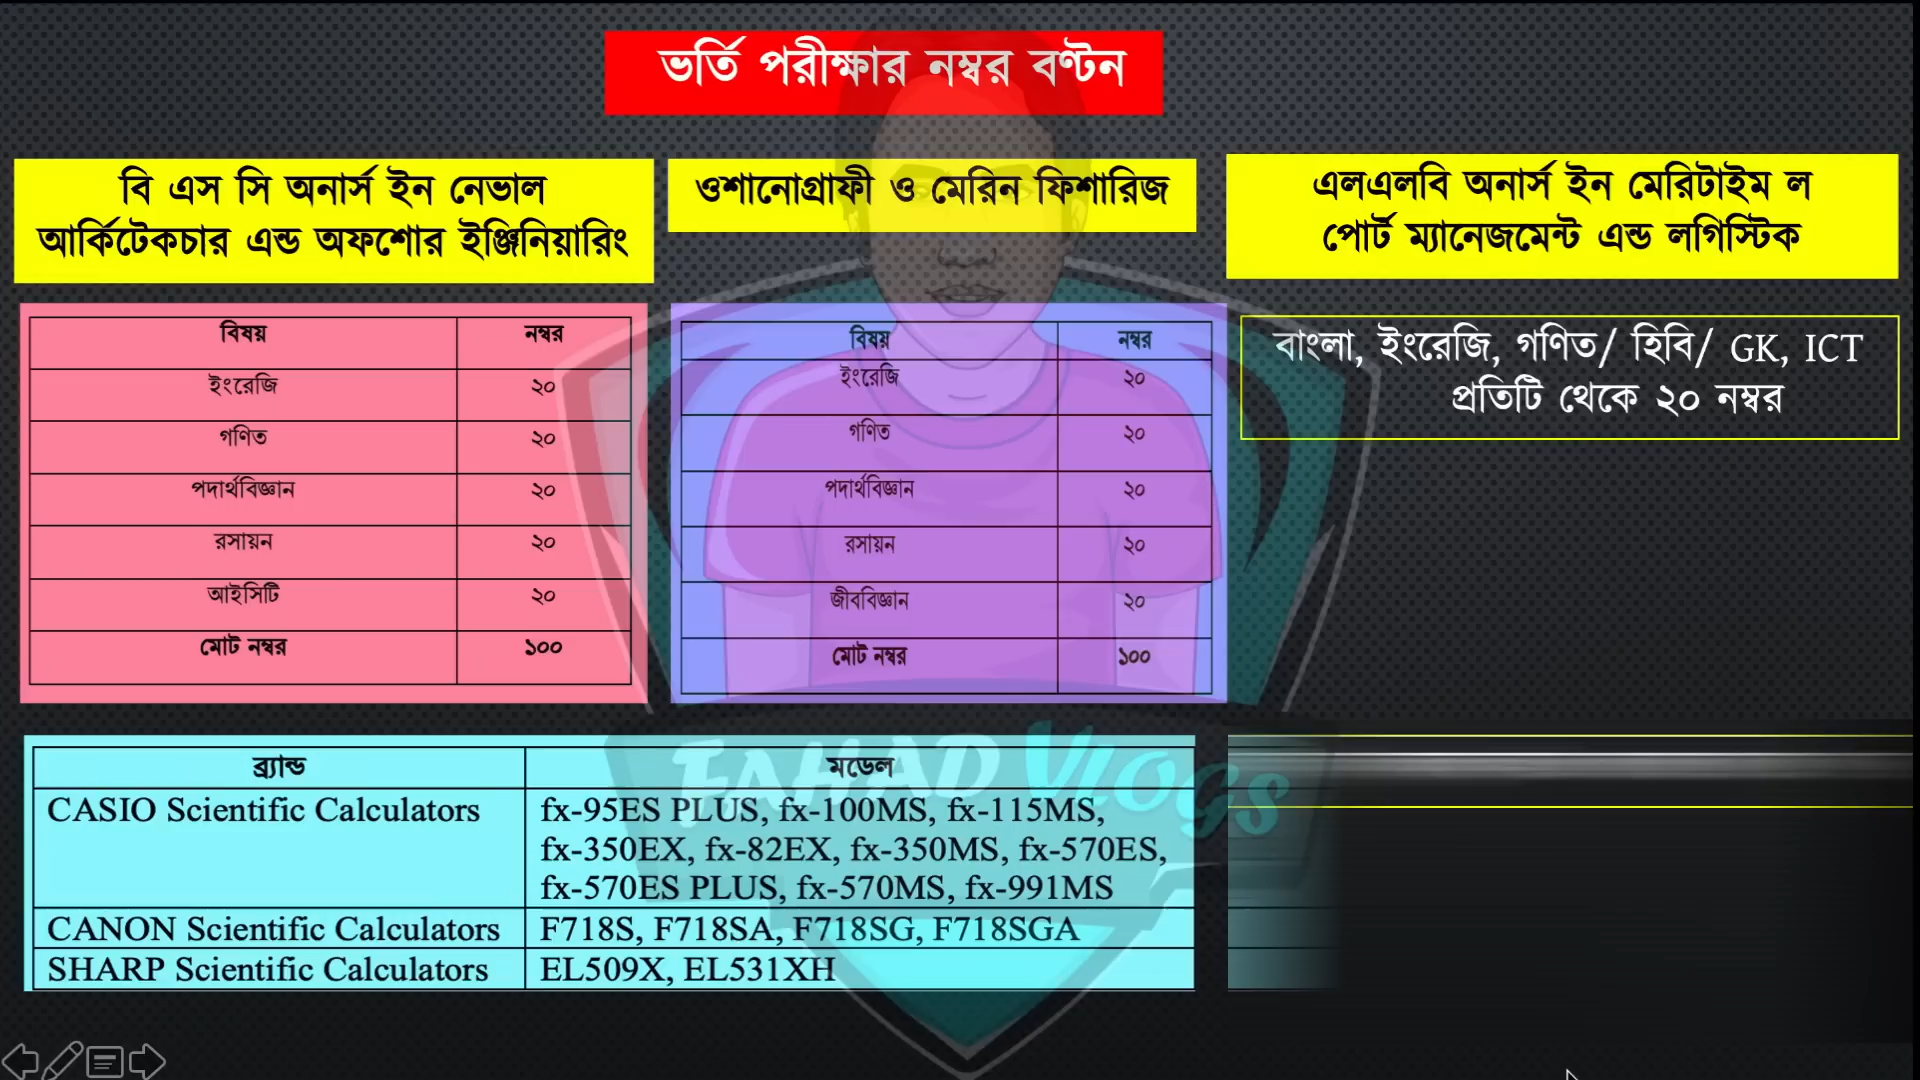 ভর্তি পরীক্ষার নম্বর বণ্টন
বি এস সি অনার্স ইন নেভাল
আর্কিটেকচার এন্ড অফশোর ইঞ্জিনিয়ারিং
বিষয় নম্বর
ইংরেজি ২০
গণিত ২০
পদার্থবিজ্ঞান ২০
রসায়ন ২০
আইসিটি ২০
মোট নম্বর ১০০
ওশানোগ্রাফী ও মেরিন ফিশারিজ
বিষয় নম্বর
ইংরেজি ২০
গণিত ২০
পদার্থবিজ্ঞান ২০
রসায়ন ২০
জীববিজ্ঞান ২০
মোট নম্বর ১০০
এলএলবি অনার্স ইন মেরিটাইম ল
পোর্ট ম্যানেজমেন্ট এন্ড লগিস্টিক
বাংলা, ইংরেজি, গণিত/ হিবি/ GK, ICT
প্রতিটি থেকে ২০ নম্বর
ব্র্যান্ড মডেল
CASIO Scientific Calculators fx-95ES PLUS, fx-100MS, fx-115MS,
fx-350EX, fx-82EX, fx-350MS, fx-570ES,
fx-570ES PLUS, fx-570MS, fx-991MS
CANON Scientific Calculators F718S, F718SA, F718SG, F718SGA
SHARP Scientific Calculators EL509X, EL531XH
FAHAD Vlogs